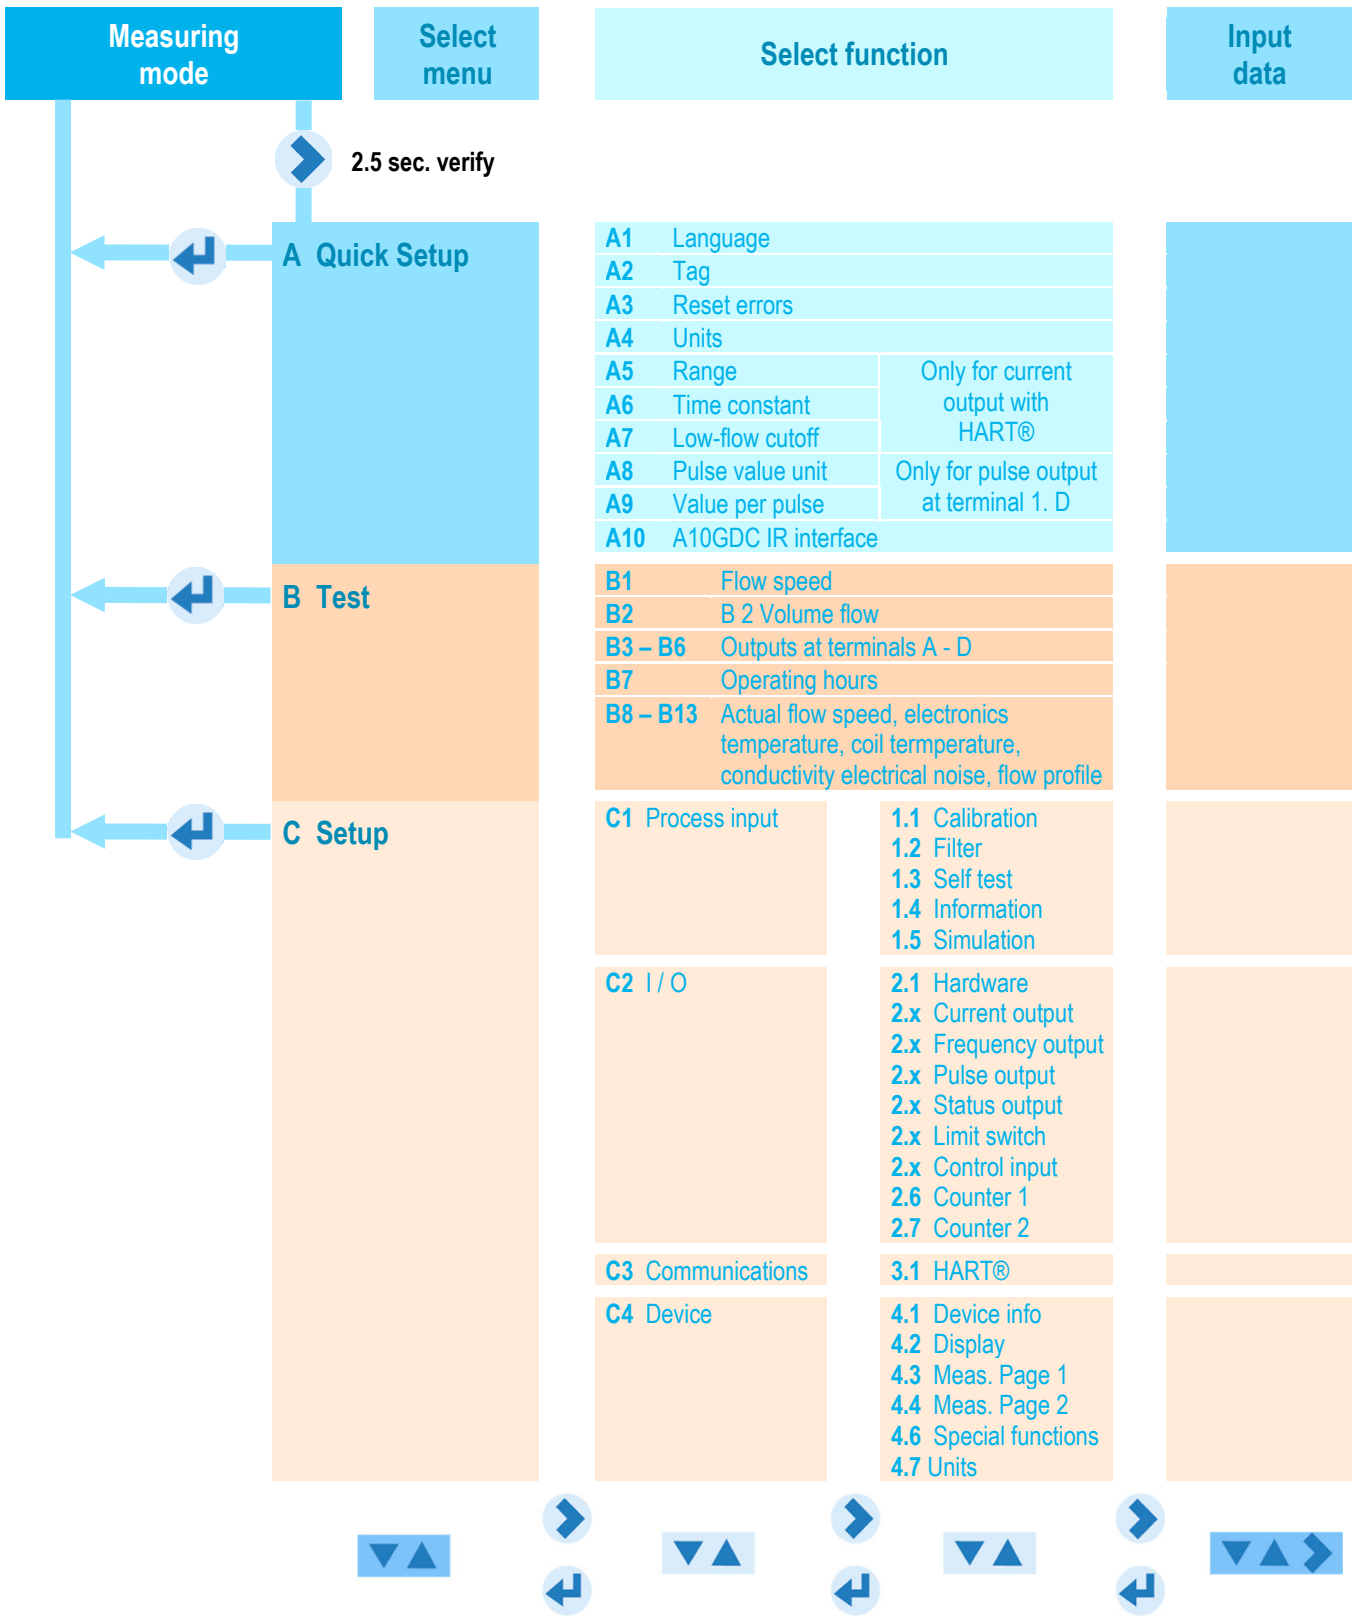 Measuring
mode
Select
menu
Select function
Input
data
2.5 sec. verify
A Quick Setup
A1 Language
A2 Tag
A3 Reset errors
A4 Units
A5 Range
A6 Time constant
A7 Low-flow cutoff
Only for current
output with
HART®
A8 Pulse value unit
A9 Value per pulse
Only for pulse output
at terminal 1. D
A10 A10GDC IR interface
B Test
B1 Flow speed
B2 B 2 Volume flow
B3 – B6 Outputs at terminals A - D
B7 Operating hours
B8 – B13 Actual flow speed, electronics
temperature, coil termperature,
conductivity electrical noise, flow profile
C Setup
C1 Process input
1.1 Calibration
1.2 Filter
1.3 Self test
1.4 Information
1.5 Simulation
C2 I / O
2.1 Hardware
2.x Current output
2.x Frequency output
2.x Pulse output
2.x Status output
2.x Limit switch
2.x Control input
2.6 Counter 1
2.7 Counter 2
C3 Communications
3.1 HART®
C4 Device
4.1 Device info
4.2 Display
4.3 Meas. Page 1
4.4 Meas. Page 2
4.6 Special functions
4.7 Units